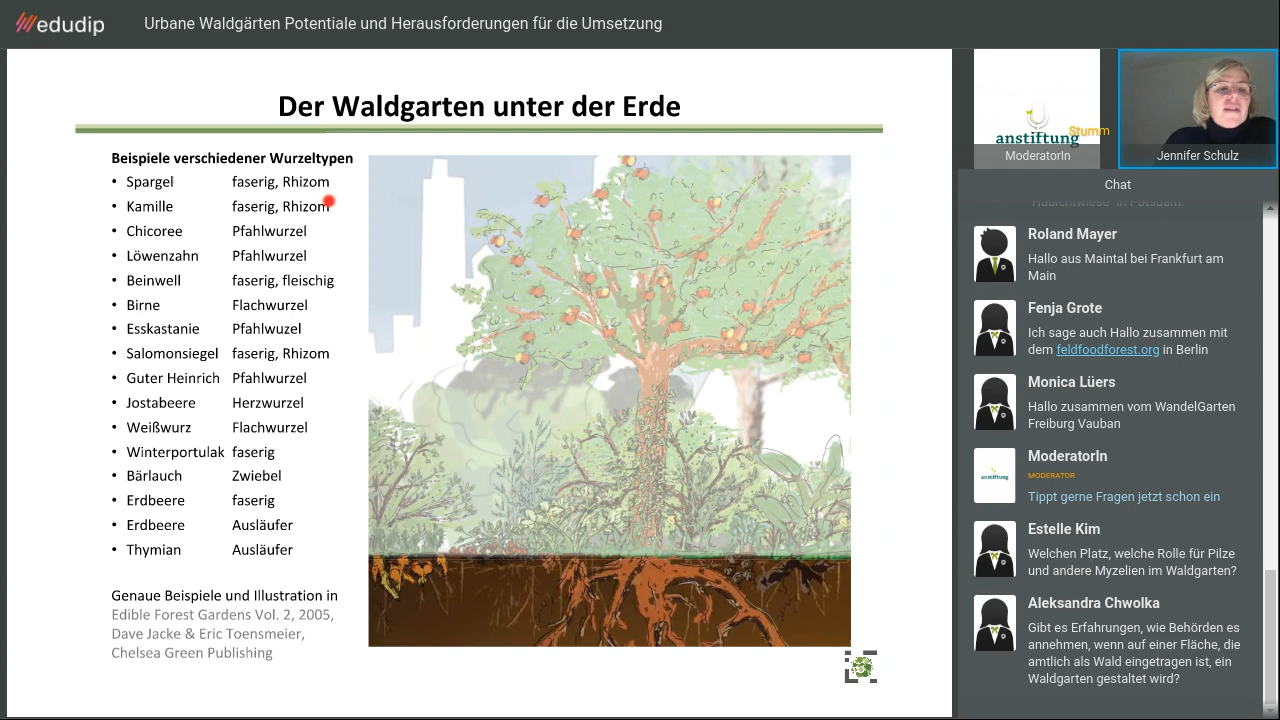 edudip
Urbane Waldgärten Potentiale und Herausforderungen für die Umsetzung
Der Waldgarten unter der Erde
Beispiele verschiedener Wurzeltypen
• Spargel faserig, Rhizom
• Kamille faserig, Rhizom
• Chicoree Pfahlwurzel
• Löwenzahn Pfahlwurzel
• Beinwell faserig, fleischig
• Birne Flachwurzel
• Esskastanie Pfahlwuzel
• Salomonsiegel faserig, Rhizom
• Guter Heinrich Pfahlwurzel
• Jostabeere Herzwurzel
• Weißwurz Flachwurzel
• Winterportulak faserig
• Bärlauch Zwiebel
• Erdbeere faserig
• Erdbeere Ausläufer
• Thymian Ausläufer
Genaue Beispiele und Illustration in
Edible Forest Gardens Vol. 2, 2005,
Dave Jacke & Eric Toensmeier,
Chelsea Green Publishing
anstiftung
Stumm
ModeratorIn
Jennifer Schulz
Chat
Habichtwiese" in Potsdam.
Roland Mayer
Hallo aus Maintal bei Frankfurt am
Main
Fenja Grote
Ich sage auch Hallo zusammen mit
dem feldfoodforest.org in Berlin
Monica Lüers
Hallo zusammen vom WandelGarten
Freiburg Vauban
anstiftung
ModeratorIn
MODERATOR
Tippt gerne Fragen jetzt schon ein
Estelle Kim
Welchen Platz, welche Rolle für Pilze
und andere Myzelien im Waldgarten?
Aleksandra Chwolka
Gibt es Erfahrungen, wie Behörden es
annehmen, wenn auf einer Fläche, die
amtlich als Wald eingetragen ist, ein
Waldgarten gestaltet wird?